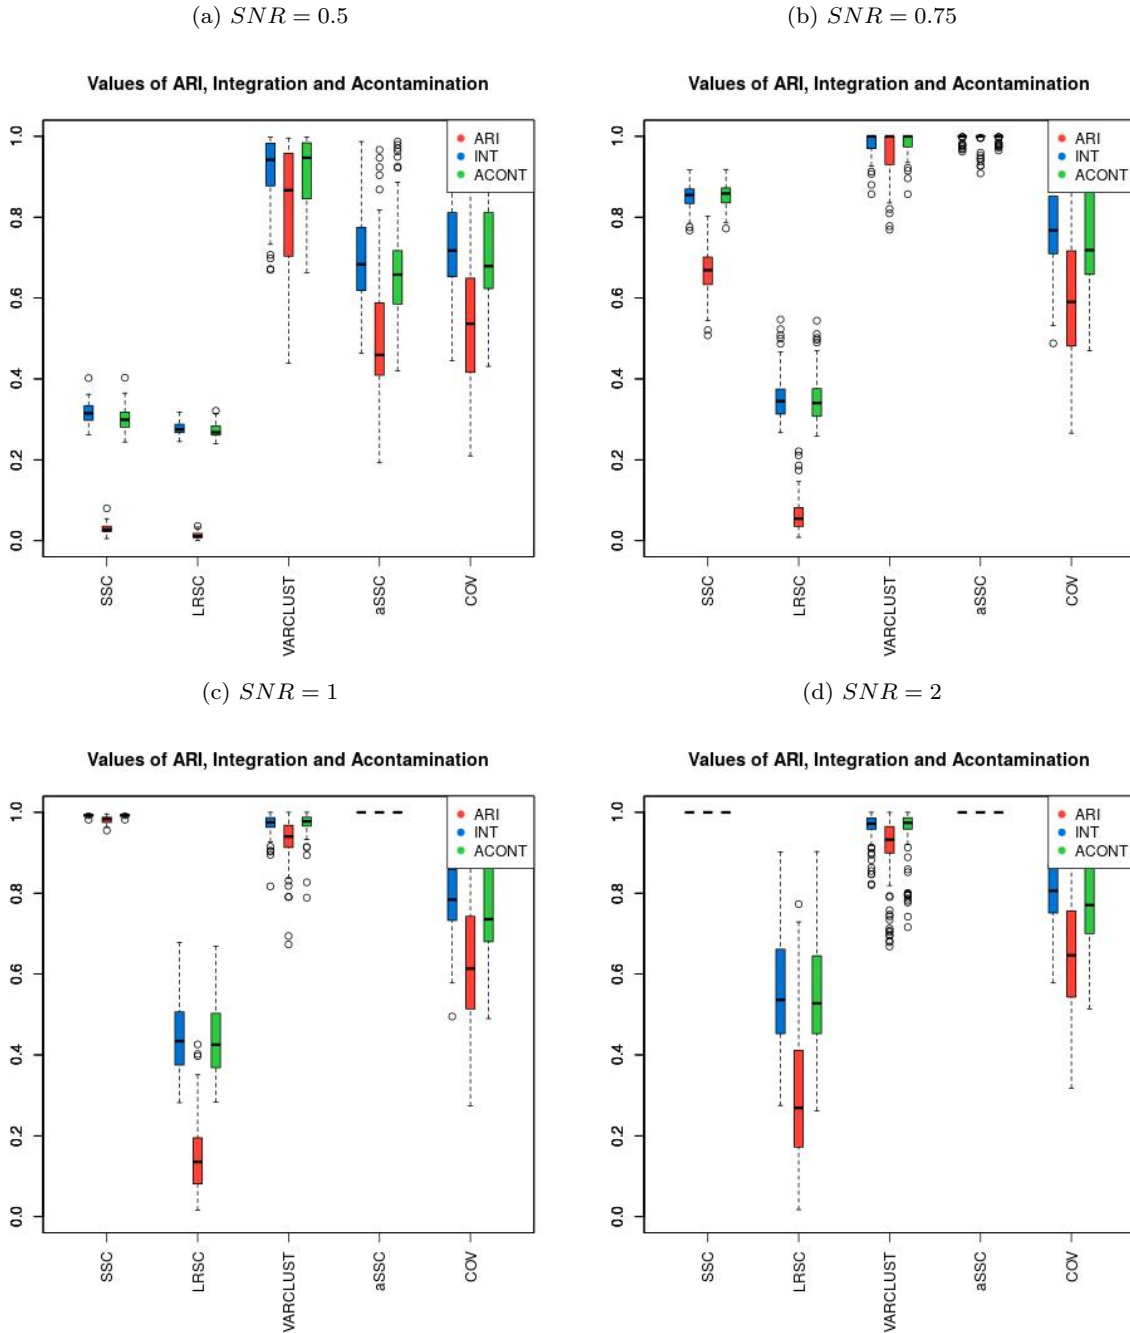 (a) SNR = 0.5
Values of ARI, Integration and Acontamination
1.0
0.8
0.6
0.4
0.2
0.0
ARI
INT
ACONT
SSC
LRSC
VARCLUST
aSSC
COV
(b) SNR = 0.75
Values of ARI, Integration and Acontamination
1.0
0.8
0.6
0.4
0.2
0.0
ARI
INT
ACONT
SSC
LRSC
VARCLUST
aSSC
COV
(c) SNR = 1
Values of ARI, Integration and Acontamination
1.0
0.8
0.6
0.4
0.2
0.0
ARI
INT
ACONT
SSC
LRSC
VARCLUST
aSSC
COV
(d) SNR = 2
Values of ARI, Integration and Acontamination
1.0
0.8
0.6
0.4
0.2
0.0
ARI
INT
ACONT
SSC
LRSC
VARCLUST
aSSC
COV